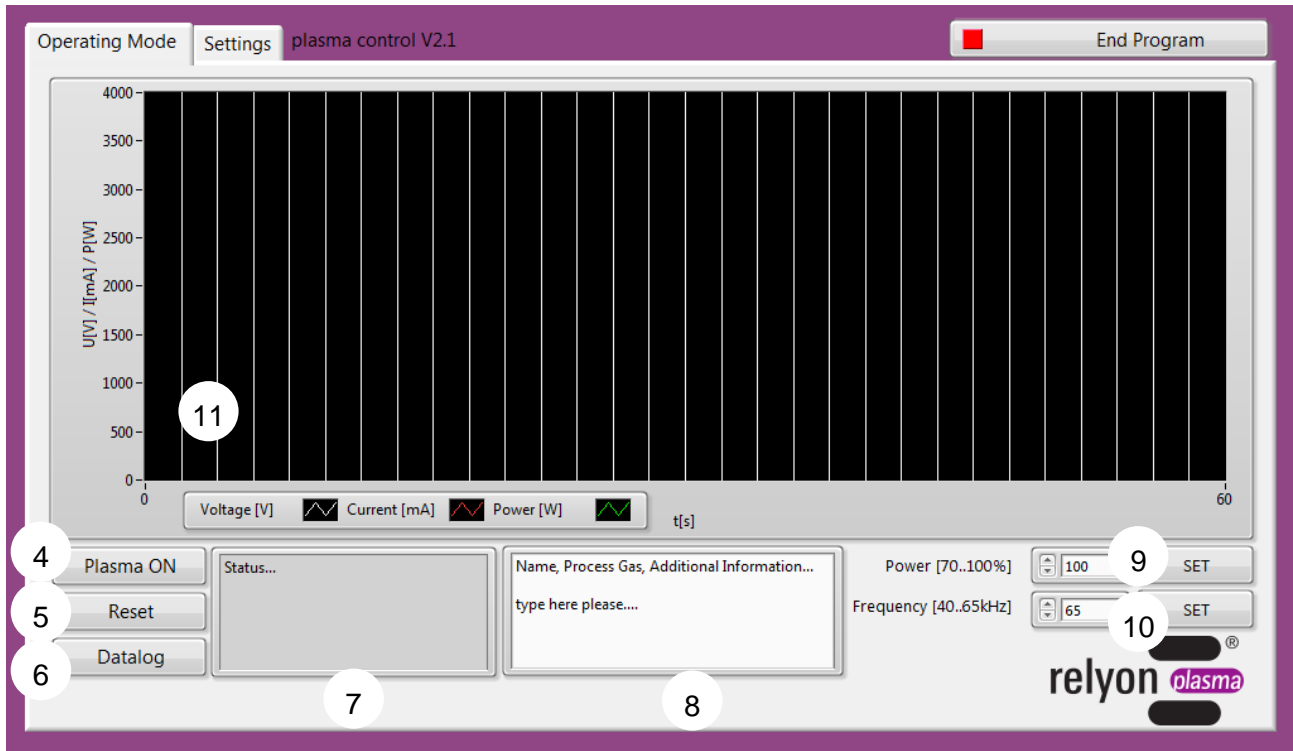 Operating Mode
Settings
plasma control V2.1
End Program
4000
3500
3000
2500
2000
1500
1000
500
0
U[V] / I[mA] / P[W]
11
0
60
Voltage [V]
Current [mA]
Power [W]
t[s]
4
Plasma ON
5
Reset
6
Datalog
Status...
7
Name, Process Gas, Additional Information...
type here please....
8
Power [70..100%]
100
9
SET
Frequency [40..65kHz]
65
10
SET
relyon plasma ®